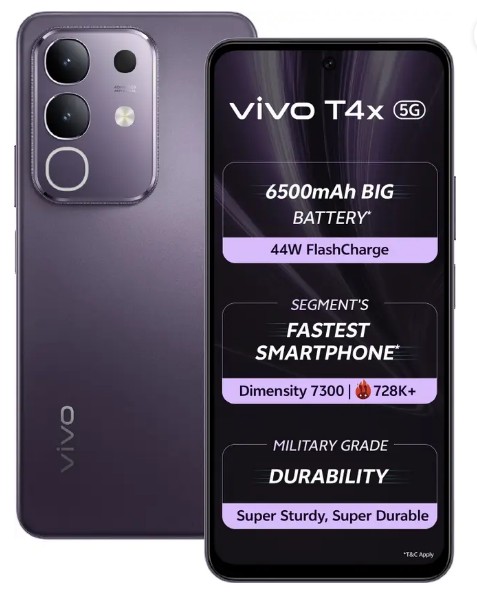 vivo
vivo T4x 5G
6500mAh BIG
BATTERY*
44W FlashCharge
SEGMENT'S
FASTEST
SMARTPHONE*
Dimensity 7300 | 728K+
MILITARY GRADE
DURABILITY
Super Sturdy, Super Durable
*T&C Apply